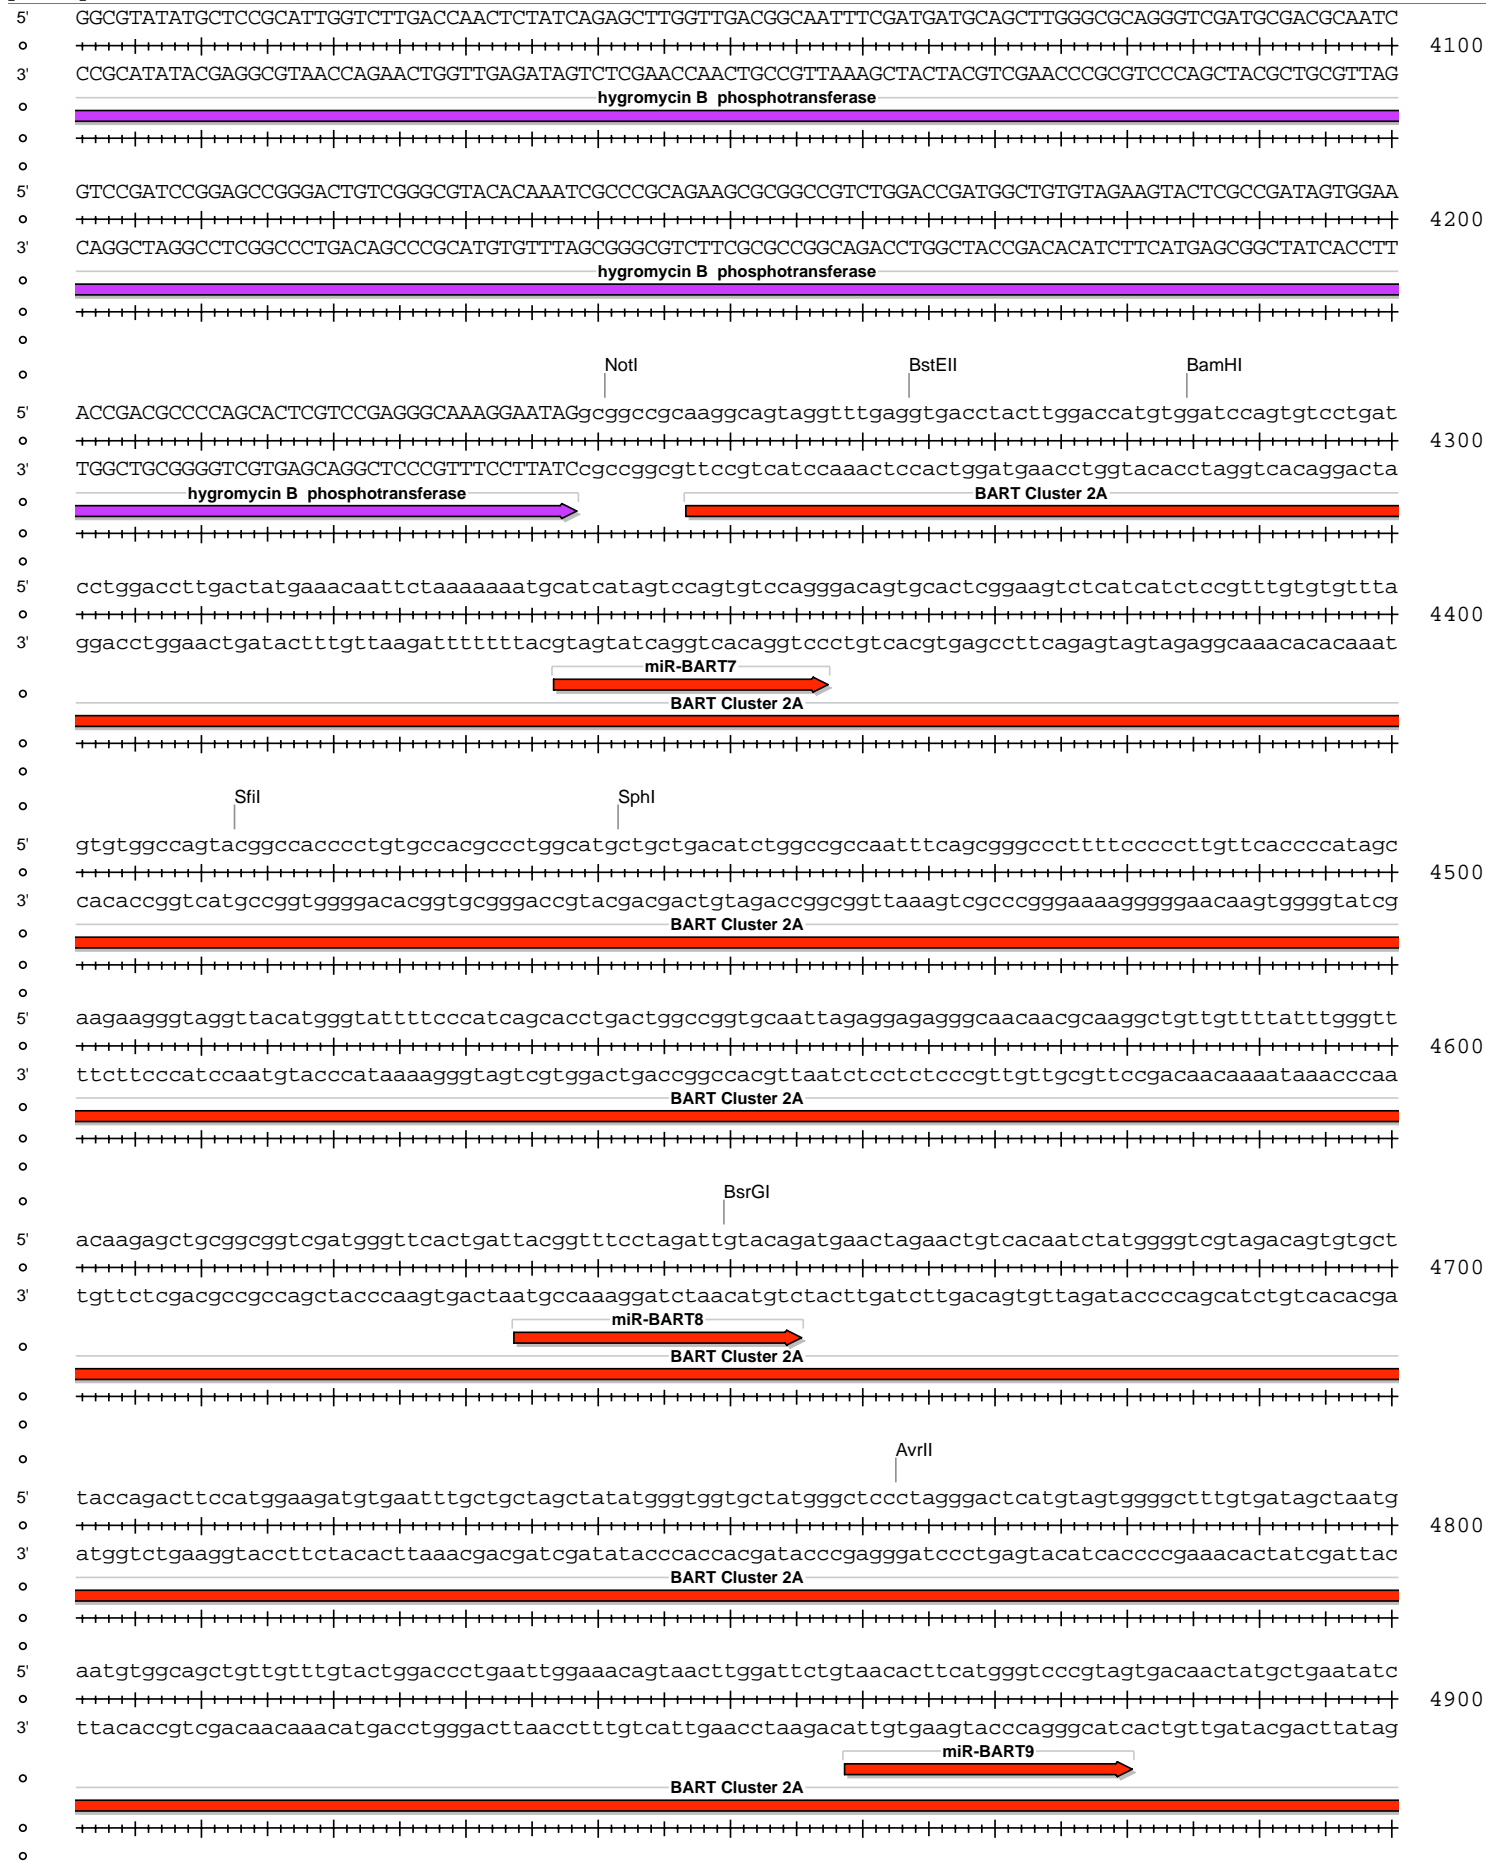 5' GGCGTATATGCTCCGCATTGGTCTTGACCAACTCTATCAGAGCTTGGTTGACGGCAATTTCGATGATGCAGCTTGGGCGCAGGGTCGATGCGACGCAATC
4100
3' CCGCATATACGAGGCGTAACCAGAACTGGTTGAGATAGTCTCGAACCAACTGCCGTTAAAGCTACTACGTCGAACCCGCGTCCCAGCTACGCTGCGTTAG
hygromycin B phosphotransferase
5' GTCCGATCCGGAGCCGGGACTGTCGGGCGTACACAAATCGCCCGCAGAAGCGCGGCCGTCTGGACCGATGGCTGTGTAGAAGTACTCGCCGATAGTGGAA
4200
3' CAGGCTAGGCCTCGGCCCTGACAGCCCGCATGTGTTTAGCGGGCGTCTTCGCGCCGGCAGACCTGGCTACCGACACATCTTCATGAGCGGCTATCACCTT
hygromycin B phosphotransferase
NotI BstEII BamHI
5' ACCGACGCCCCAGCACTCGTCCGAGGGCAAAGGAATAGgcggccgcaaggcagtaggtttgaggtgacctacttggaccatgtggatccagtgtcctgat
4300
3' TGGCTGCGGGGTCGTGAGCAGGCTCCCGTTTCCTTATCcgccggcgttccgtcatccaaactccactggatgaacctggtacacctaggtcacaggacta
hygromycin B phosphotransferase BART Cluster 2A
5' cctggaccttgactatgaaacaattctaaaaaaatgcatcatagtccagtgtccagggacagtgcactcggaagtctcatcatctccgtttgtgtgttta
4400
3' ggacctggaactgatactttgttaagatttttttacgtagtatcaggtcacaggtccctgtcacgtgagccttcagagtagtagaggcaaacacacaaat
miR-BART7
BART Cluster 2A
SfiI SphI
5' gtgtggccagtacggccacccctgtgccacgccctggcatgctgctgacatctggccgccaatttcagcgggcccttttcccccttgttcaccccatagc
4500
3' cacaccggtcatgccggtggggacacggtgcgggaccgtacgacgactgtagaccggcggttaaagtcgcccgggaaaagggggaacaagtggggtatcg
BART Cluster 2A
5' aagaagggtaggttacatgggtattttcccatcagcacctgactggccggtgcaattagaggagagggcaacaacgcaaggctgttgttttatttgggtt
4600
3' ttcttcccatccaatgtacccataaaagggtagtcgtggactgaccggccacgttaatctcctctcccgttgttgcgttccgacaacaaaataaacccaa
BART Cluster 2A
BsrGI
5' acaagagctgcggcggtcgatgggttcactgattacggtttcctagattgtacagatgaactagaactgtcacaatctatggggtcgtagacagtgtgct
4700
3' tgttctcgacgccgccagctacccaagtgactaatgccaaaggatctaacatgtctacttgatcttgacagtgttagataccccagcatctgtcacacga
miR-BART8
BART Cluster 2A
AvrII
5' taccagacttccatggaagatgtgaatttgctgctagctatatgggtggtgctatgggctccctagggactcatgtagtggggctttgtgatagctaatg
4800
3' atggtctgaaggtaccttctacacttaaacgacgatcgatatacccaccacgatacccgagggatccctgagtacatcaccccgaaacactatcgattac
BART Cluster 2A
5' aatgtggcagctgttgtttgtactggaccctgaattggaaacagtaacttggattctgtaacacttcatgggtcccgtagtgacaactatgctgaatatc
4900
3' ttacaccgtcgacaacaaacatgacctgggacttaacctttgtcattgaacctaagacattgtgaagtacccagggcatcactgttgatacgacttatag
miR-BART9
BART Cluster 2A